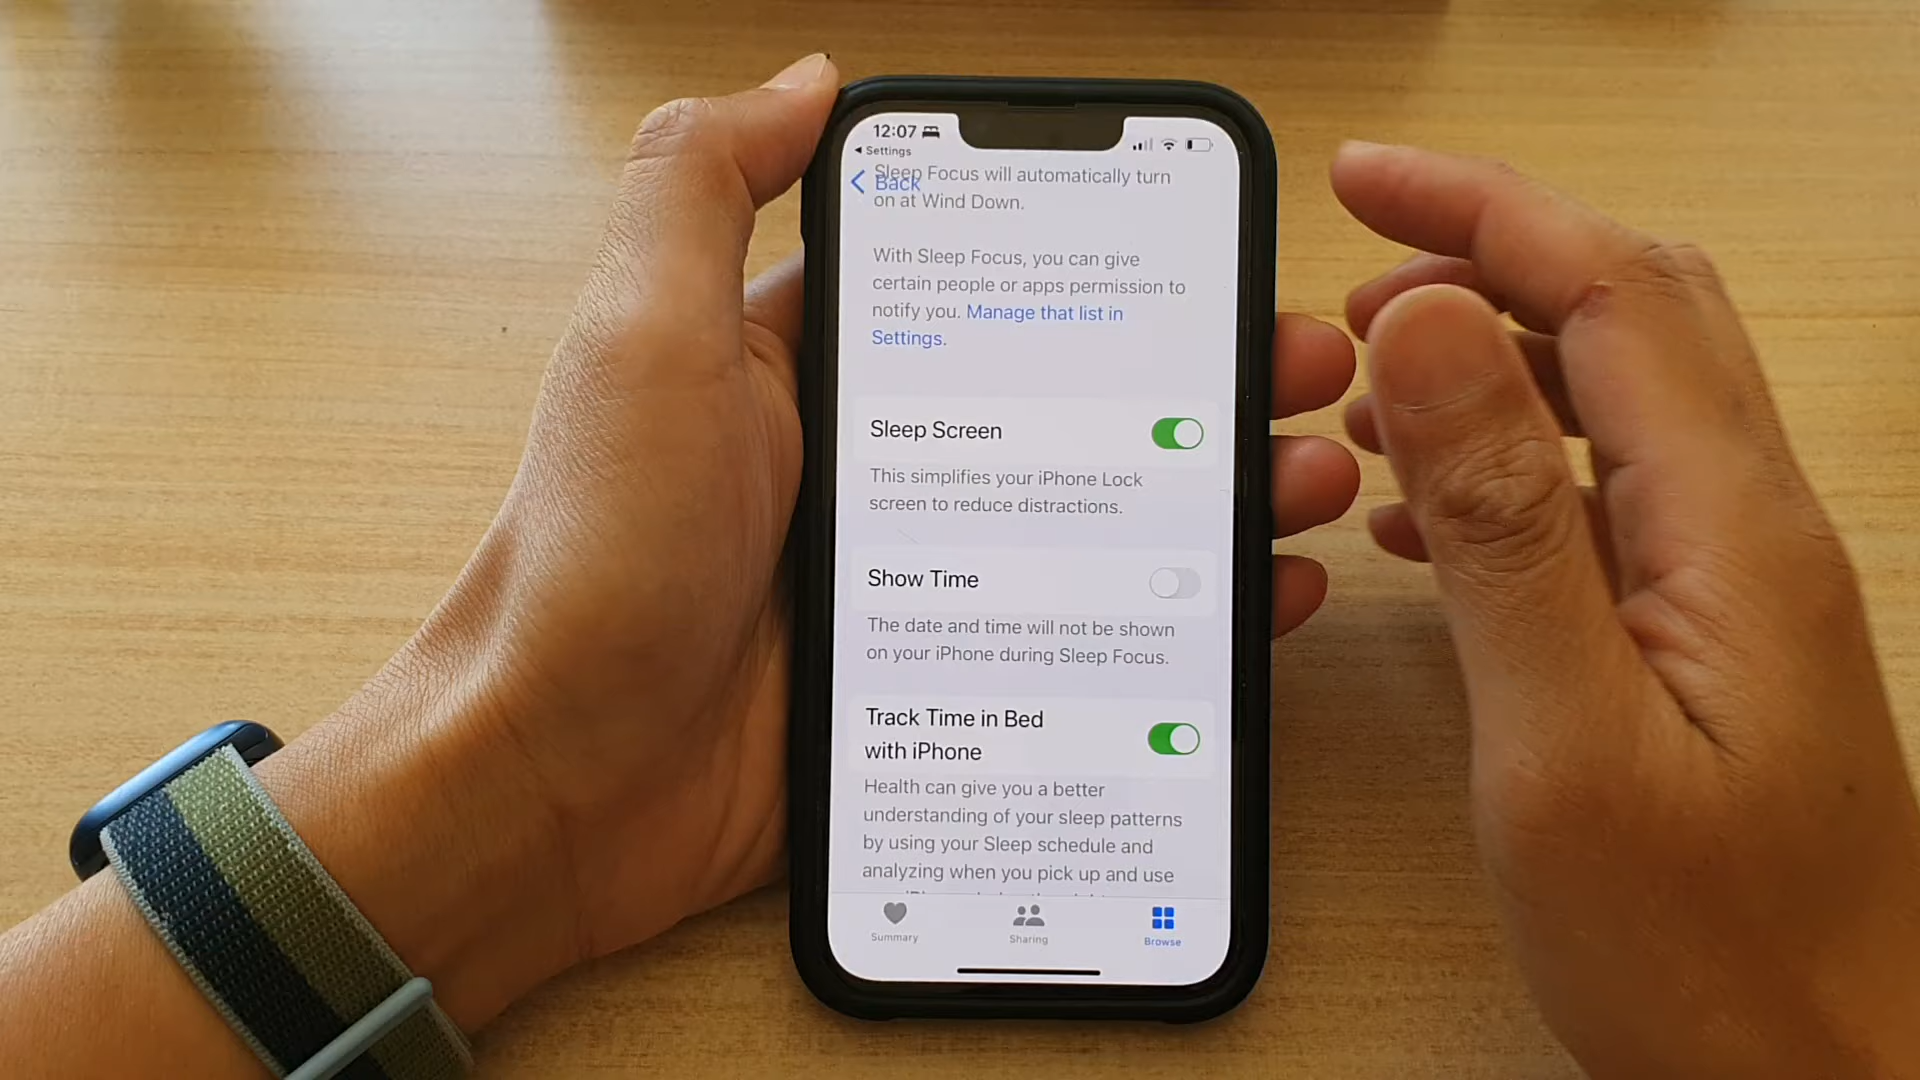 12:07
◀ Settings
Back
Sleep Focus will automatically turn
on at Wind Down.
With Sleep Focus, you can give
certain people or apps permission to
notify you. Manage that list in
Settings.
Sleep Screen
This simplifies your iPhone Lock
screen to reduce distractions.
Show Time
The date and time will not be shown
on your iPhone during Sleep Focus.
Track Time in Bed
with iPhone
Health can give you a better
understanding of your sleep patterns
by using your Sleep schedule and
analyzing when you pick up and use
Summary
Sharing
Browse